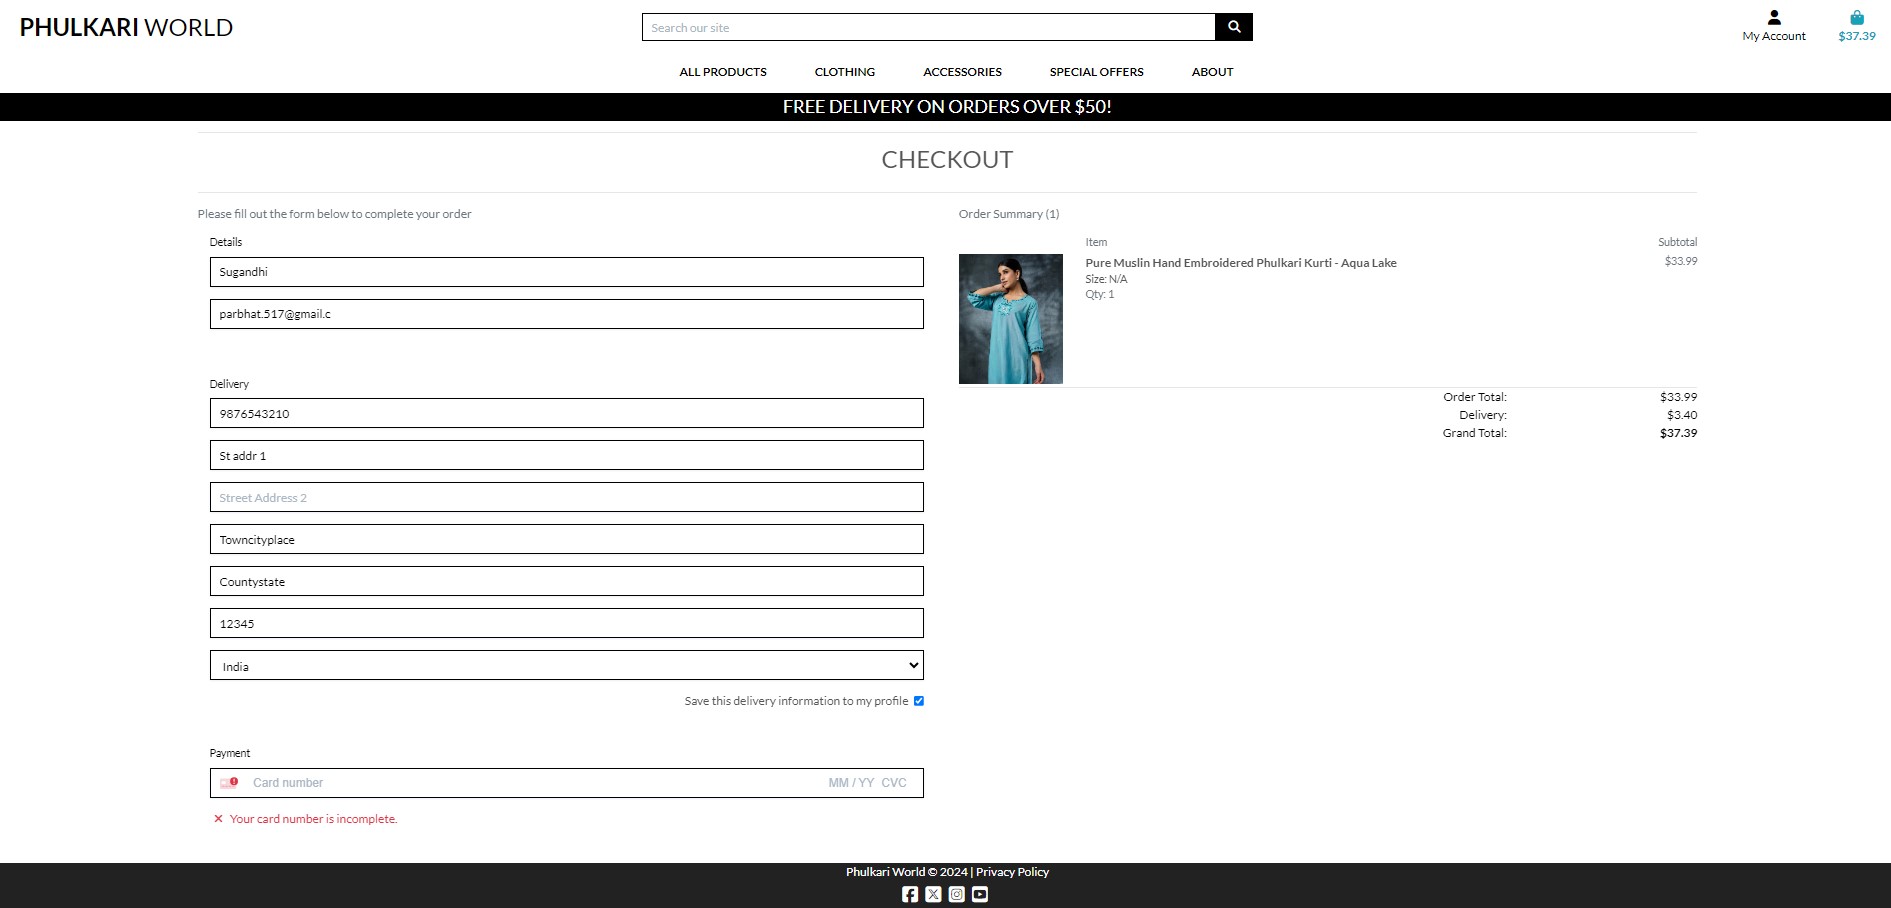 PHULKARI WORLD
Search our site
My Account
$37.39
ALL PRODUCTS CLOTHING ACCESSORIES SPECIAL OFFERS ABOUT
FREE DELIVERY ON ORDERS OVER $50!
CHECKOUT
Please fill out the form below to complete your order
Details
Sugandhi
parbhat.517@gmail.c
Delivery
9876543210
St addr 1
Street Address 2
Towncityplace
Countystate
12345
India
Save this delivery information to my profile
Payment
Card number MM / YY CVC
Your card number is incomplete.
Order Summary (1)
Item Subtotal
Pure Muslin Hand Embroidered Phulkari Kurti - Aqua Lake $33.99
Size: N/A
Qty: 1
Order Total: $33.99
Delivery: $3.40
Grand Total: $37.39
Phulkari World © 2024 | Privacy Policy